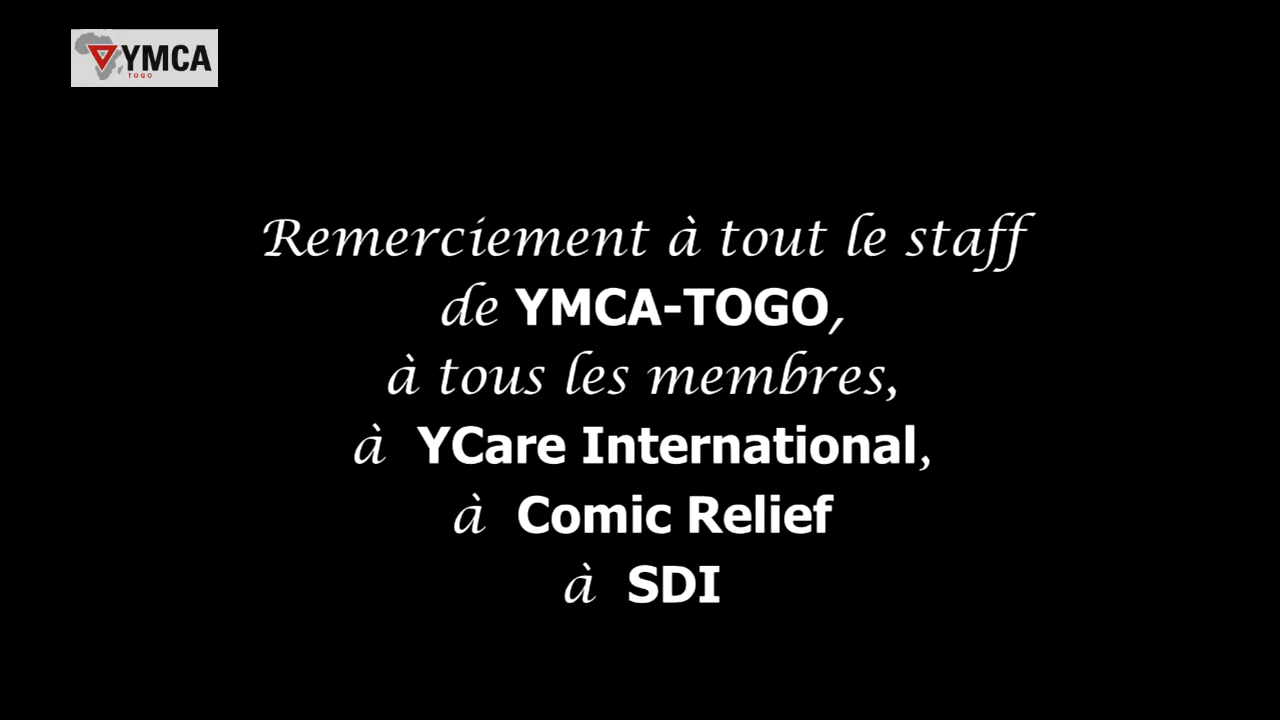 YMCA
TOGO
Remerciement à tout le staff
de YMCA-TOGO,
à tous les membres,
à YCare International,
à Comic Relief
à SDI